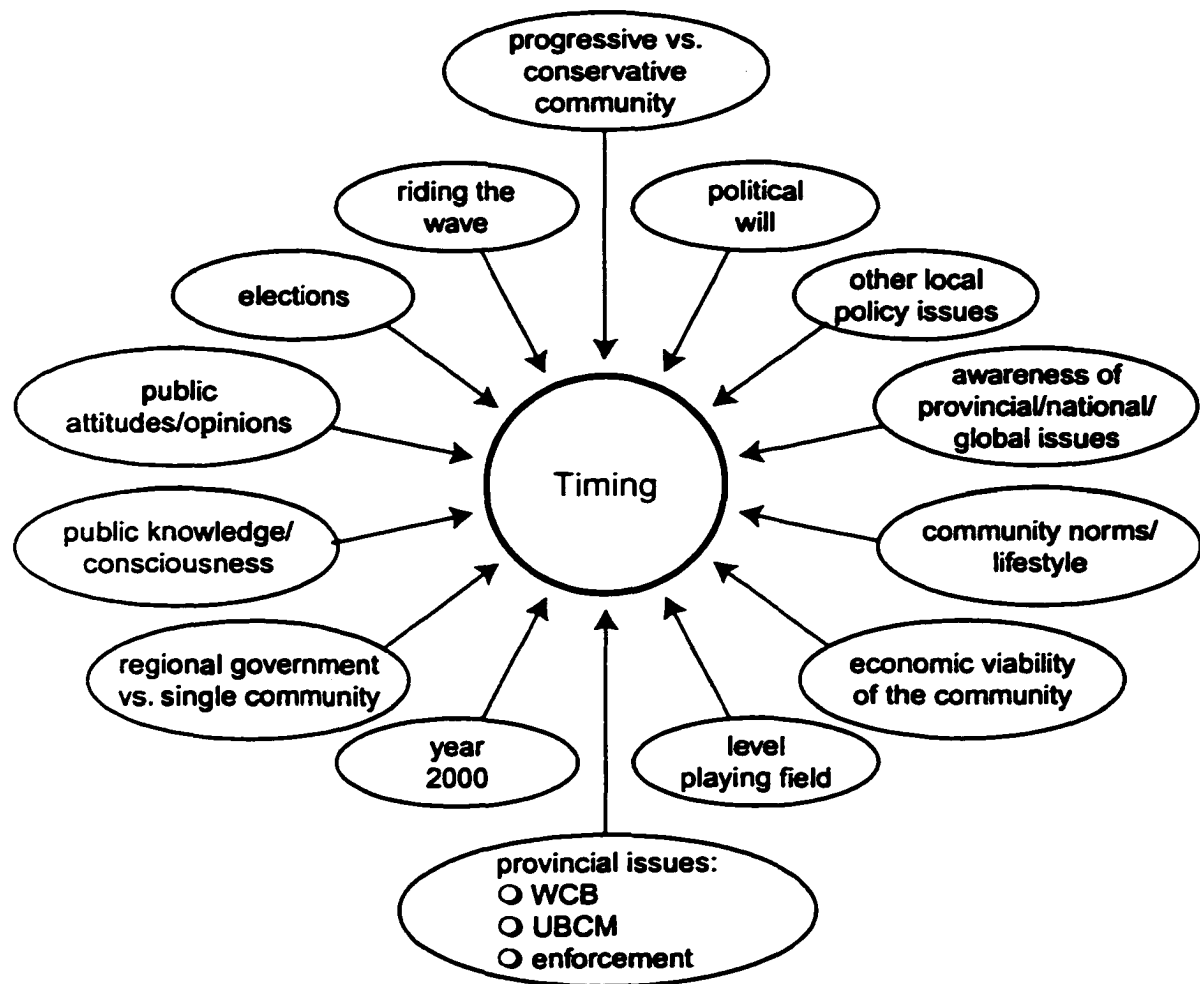 progressive vs.
conservative
community
riding the
wave
political
will
elections
other local
policy issues
public
attitudes/opinions
awareness of
provincial/national/
global issues
Timing
public knowledge/
consciousness
community norms/
lifestyle
regional government
vs. single community
economic viability
of the community
year
2000
level
playing field
provincial issues:
❍ WCB
❍ UBCM
❍ enforcement